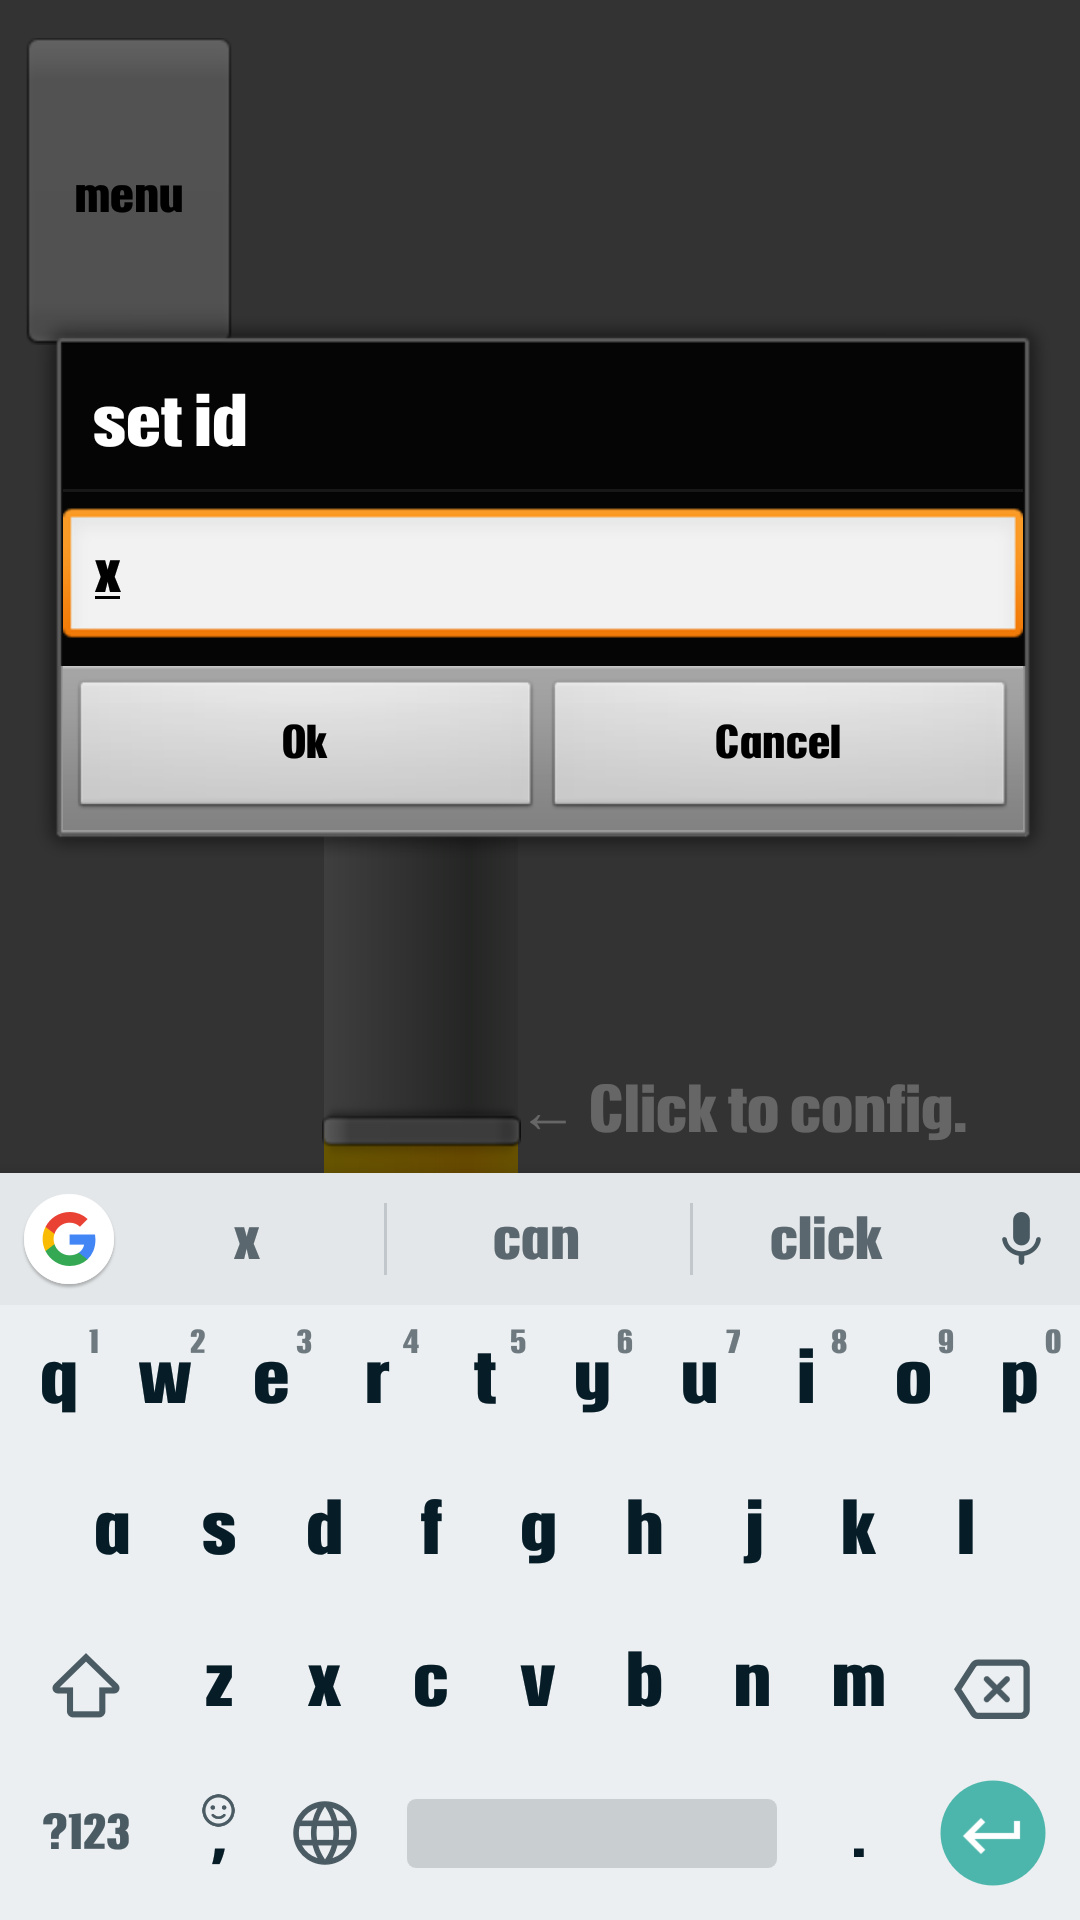 menu
set id
x
Ok Cancel
← Click to config.
x can click
1 2 3 4 5 6 7 8 9 0
q w e r t y u i o p
a s d f g h j k l
z x c v b n m
?123 , .